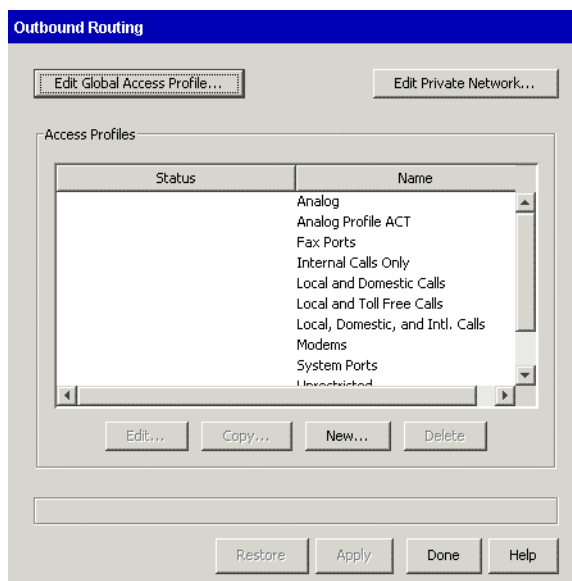 Outbound Routing
Edit Global Access Profile... Edit Private Network...
Access Profiles
Status Name
Analog
Analog Profile ACT
Fax Ports
Internal Calls Only
Local and Domestic Calls
Local and Toll Free Calls
Local, Domestic, and Intl. Calls
Modems
System Ports
Unrestricted
Edit... Copy... New... Delete
Restore Apply Done Help